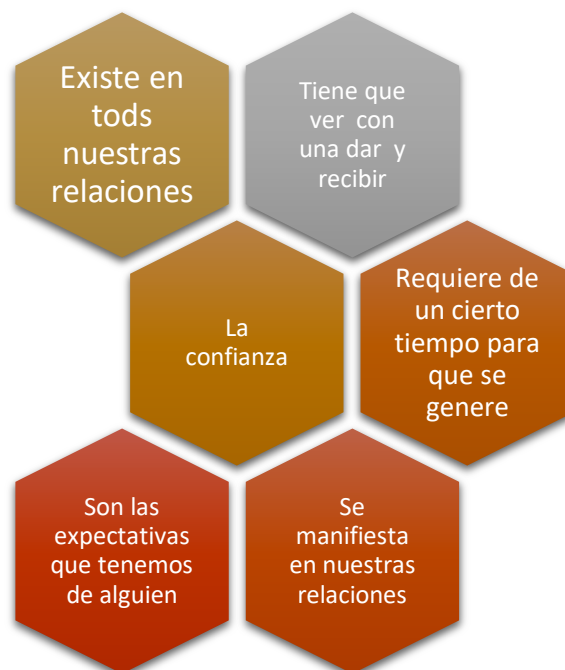 Existe en
tods
nuestras
relaciones
Tiene que
ver con
una dar y
recibir
La
confianza
Requiere de
un cierto
tiempo para
que se
genere
Son las
expectativas
que tenemos
de alguien
Se
manifiesta
en nuestras
relaciones